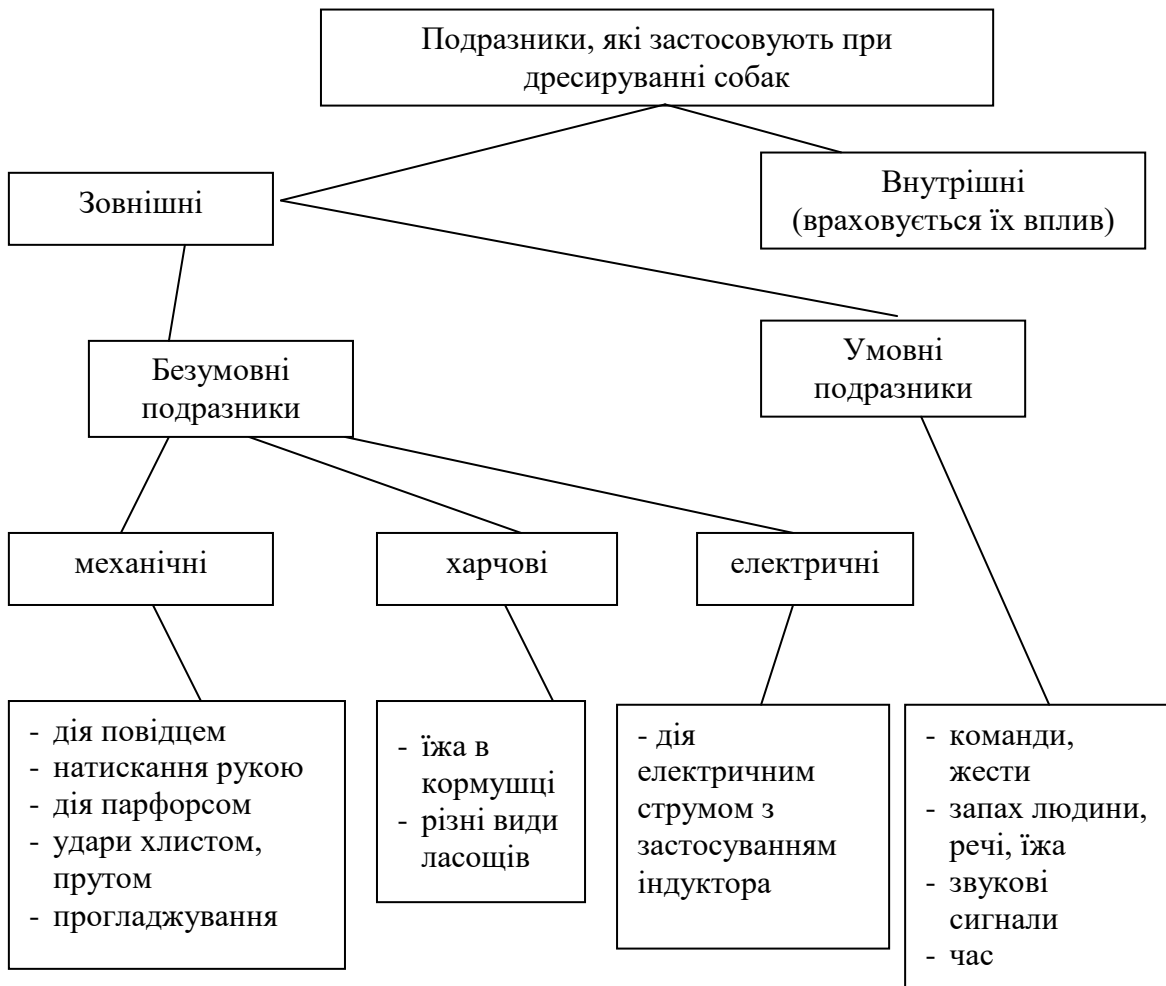 Подразники, які застосовують при
дресируванні собак
Зовнішні
Внутрішні
(враховується їх вплив)
Безумовні
подразники
Умовні
подразники
механічні
харчові
електричні
- дія повідцем
- натискання рукою
- дія парфорсом
- удари хлистом,
прутом
- прогладжування
- їжа в
кормушці
- різні види
ласощів
- дія
електричним
струмом з
застосуванням
індуктора
- команди,
жести
- запах людини,
речі, їжа
- звукові
сигнали
- час